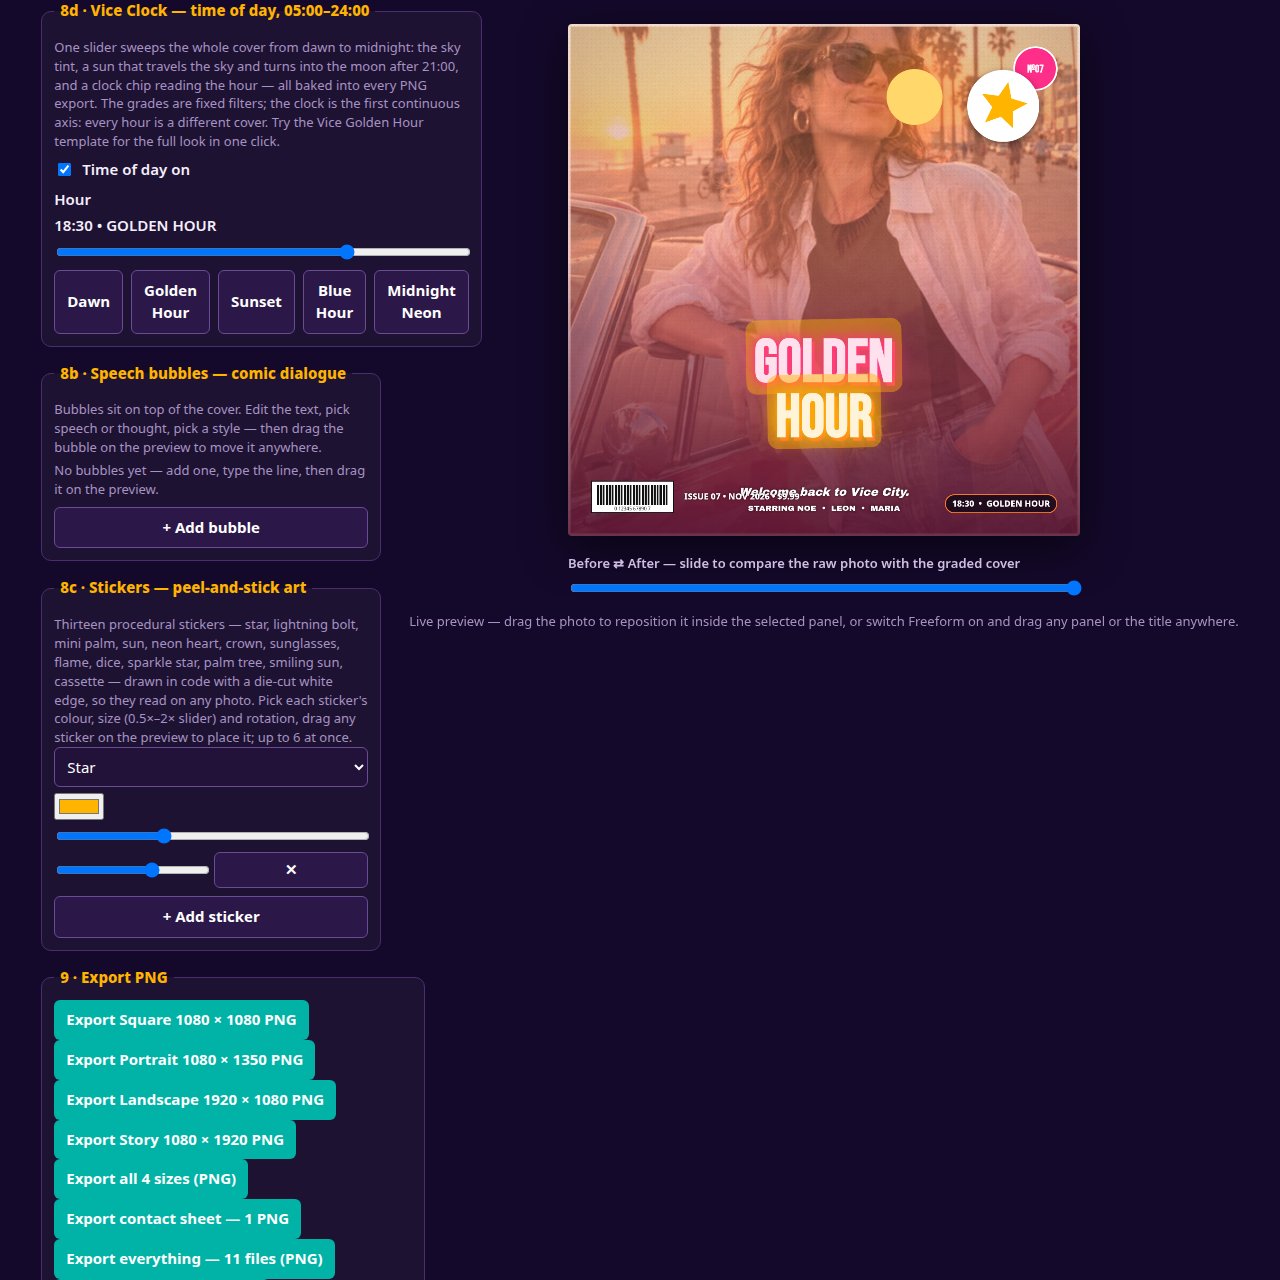 8d · Vice Clock — time of day, 05:00–24:00
One slider sweeps the whole cover from dawn to midnight: the sky
tint, a sun that travels the sky and turns into the moon after 21:00,
and a clock chip reading the hour — all baked into every PNG
export. The grades are fixed filters; the clock is the first continuous
axis: every hour is a different cover. Try the Vice Golden Hour
template for the full look in one click.
Time of day on
Hour
18:30 • GOLDEN HOUR
Dawn
Golden
Hour
Sunset
Blue
Hour
Midnight
Neon
8b · Speech bubbles — comic dialogue
Bubbles sit on top of the cover. Edit the text, pick
speech or thought, pick a style — then drag the
bubble on the preview to move it anywhere.
No bubbles yet — add one, type the line, then drag
it on the preview.
+ Add bubble
8c · Stickers — peel-and-stick art
Thirteen procedural stickers — star, lightning bolt,
mini palm, sun, neon heart, crown, sunglasses,
flame, dice, sparkle star, palm tree, smiling sun,
cassette — drawn in code with a die-cut white
edge, so they read on any photo. Pick each sticker's
colour, size (0.5×–2× slider) and rotation, drag any
sticker on the preview to place it; up to 6 at once.
Star
✕
+ Add sticker
9 · Export PNG
Export Square 1080 × 1080 PNG
Export Portrait 1080 × 1350 PNG
Export Landscape 1920 × 1080 PNG
Export Story 1080 × 1920 PNG
Export all 4 sizes (PNG)
Export contact sheet — 1 PNG
Export everything — 11 files (PNG)
№07
GOLDEN
HOUR
ISSUE 07 • NOV 2026 • $9.99
Welcome back to Vice City.
STARRING NOE • LEON • MARIA
18:30 • GOLDEN HOUR
Before ⇄ After — slide to compare the raw photo with the graded cover
Live preview — drag the photo to reposition it inside the selected panel, or switch Freeform on and drag any panel or the title anywhere.